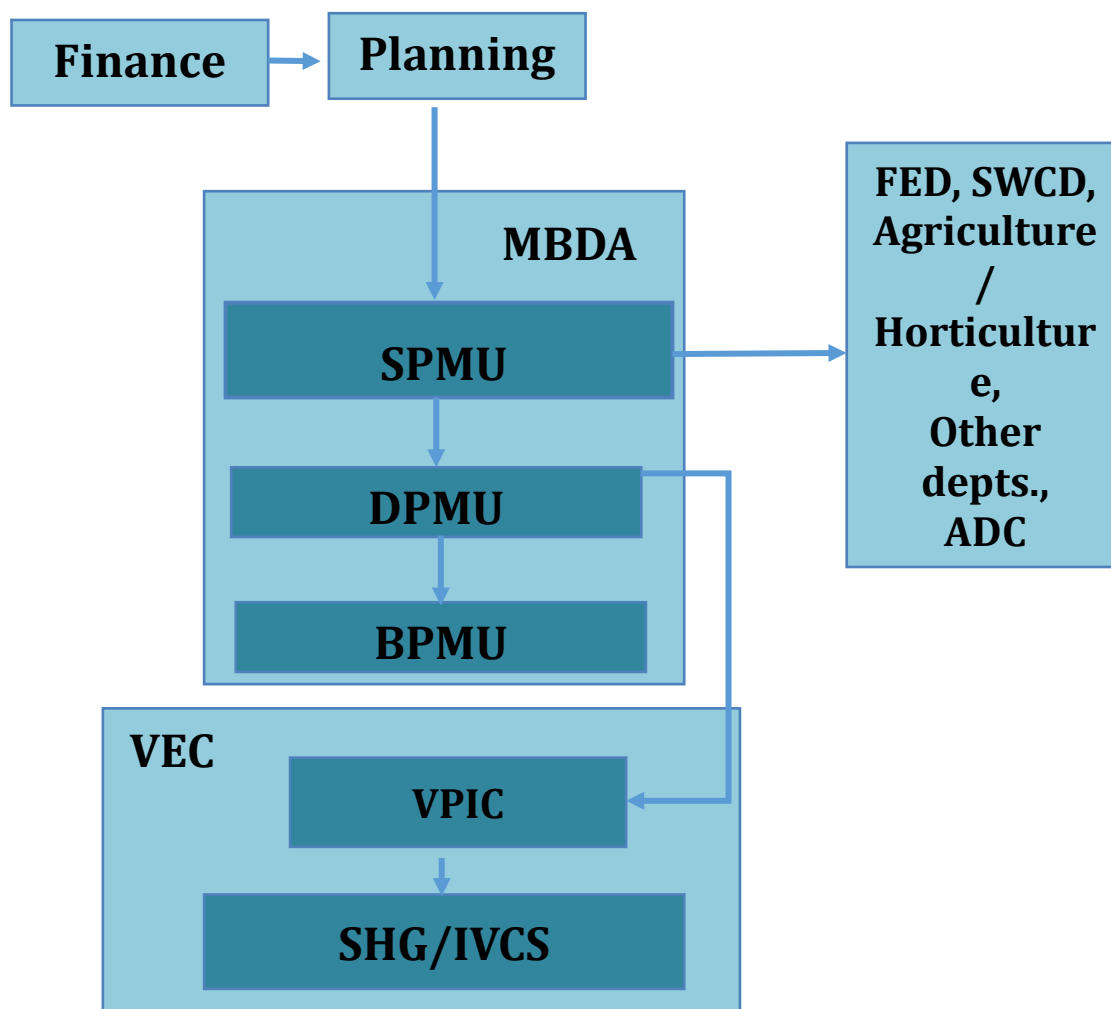 Finance
Planning
FED, SWCD,
Agriculture
/
Horticultur
e,
Other
depts.,
ADC
MBDA
SPMU
DPMU
BPMU
VEC
VPIC
SHG/IVCS